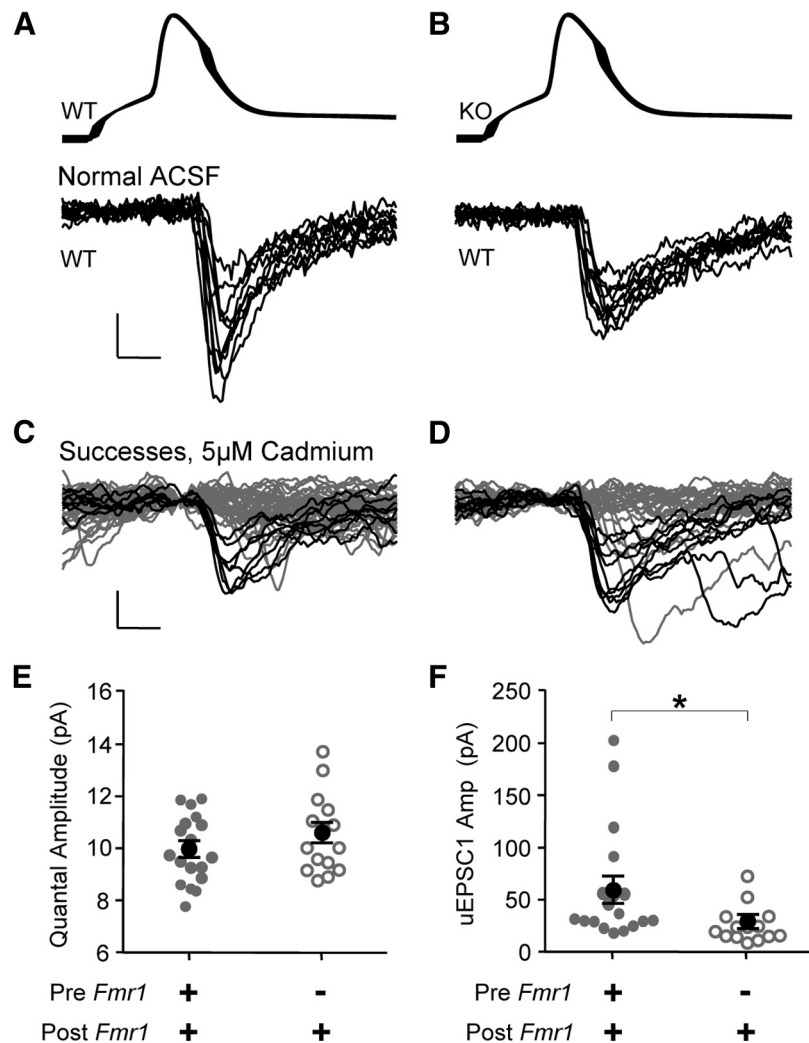 A
B
WT
KO
Normal ACSF
WT
WT
C
D
Successes, 5µM Cadmium
E
F
Quantal Amplitude (pA)
16
14
12
10
8
6
uEPSC1 Amp (pA)
250
200
150
100
50
0
*
Pre Fmr1 + -
Post Fmr1 + +
Pre Fmr1 + -
Post Fmr1 + +